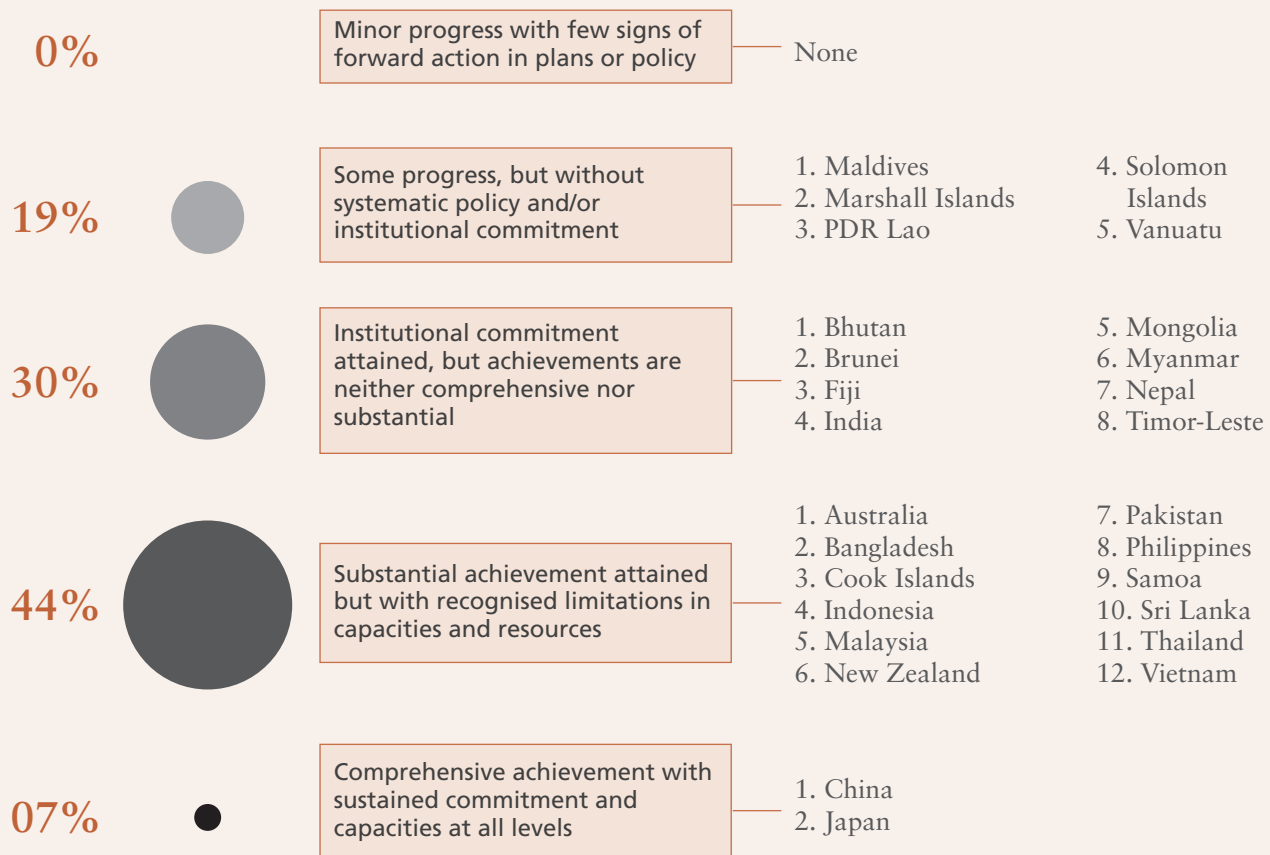 0%
Minor progress with few signs of
forward action in plans or policy
None
19%
Some progress, but without
systematic policy and/or
institutional commitment
1. Maldives
2. Marshall Islands
3. PDR Lao
4. Solomon
Islands
5. Vanuatu
30%
Institutional commitment
attained, but achievements are
neither comprehensive nor
substantial
1. Bhutan
2. Brunei
3. Fiji
4. India
5. Mongolia
6. Myanmar
7. Nepal
8. Timor-Leste
44%
Substantial achievement attained
but with recognised limitations in
capacities and resources
1. Australia
2. Bangladesh
3. Cook Islands
4. Indonesia
5. Malaysia
6. New Zealand
7. Pakistan
8. Philippines
9. Samoa
10. Sri Lanka
11. Thailand
12. Vietnam
07%
Comprehensive achievement with
sustained commitment and
capacities at all levels
1. China
2. Japan